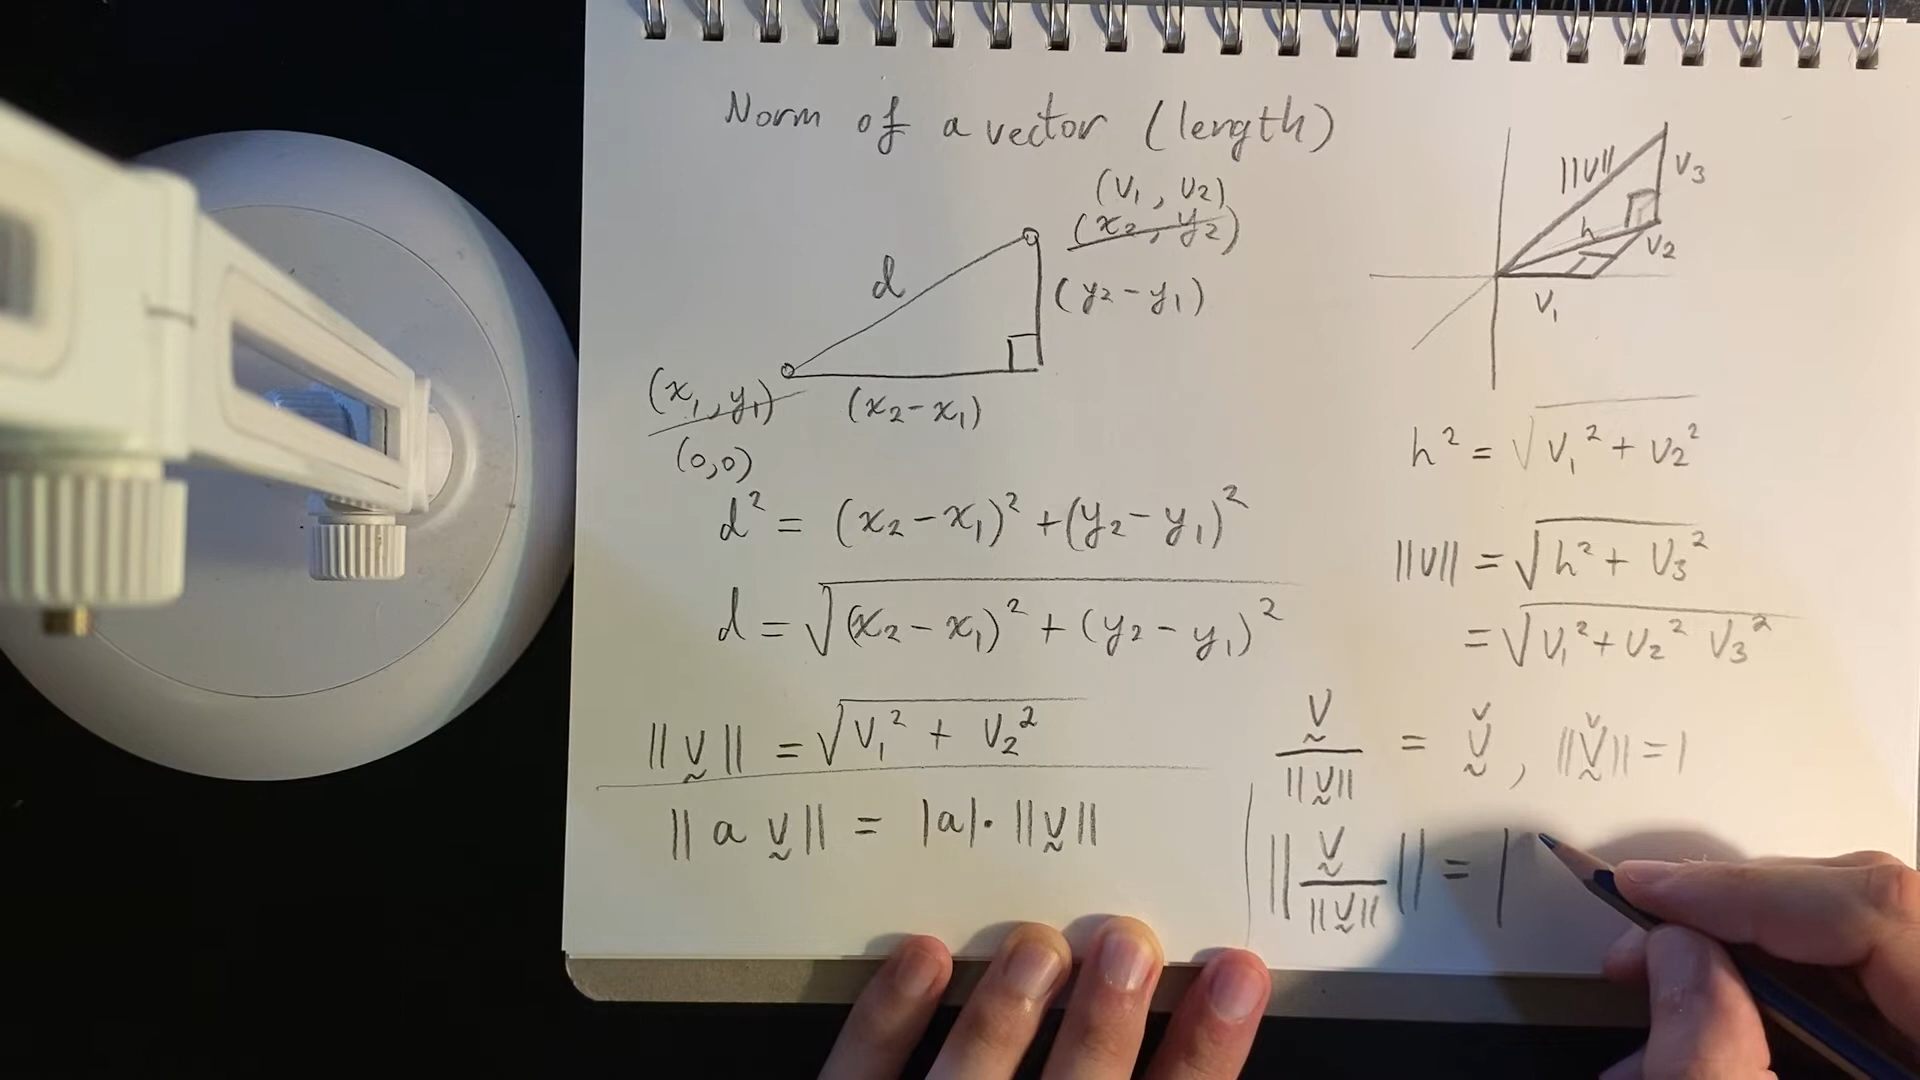 Norm of a vector (length)
(v₁, v₂)
(x₂, y₂)
d
(y₂ - y₁)
(x₁, y₁)
(x₂ - x₁)
(0,0)
d² = (x₂ - x₁)² + (y₂ - y₁)²
d = √((x₂ - x₁)² + (y₂ - y₁)²)
||v|| = √(v₁² + v₂²)
||a v|| = |a| · ||v||
||v||
v₃
h
v₂
v₁
h² = √(v₁² + v₂²)
||v|| = √(h² + v₃²)
= √(v₁² + v₂² v₃²)
v/||v|| = v̌, ||v̌|| = 1
||v/||v|| || = |